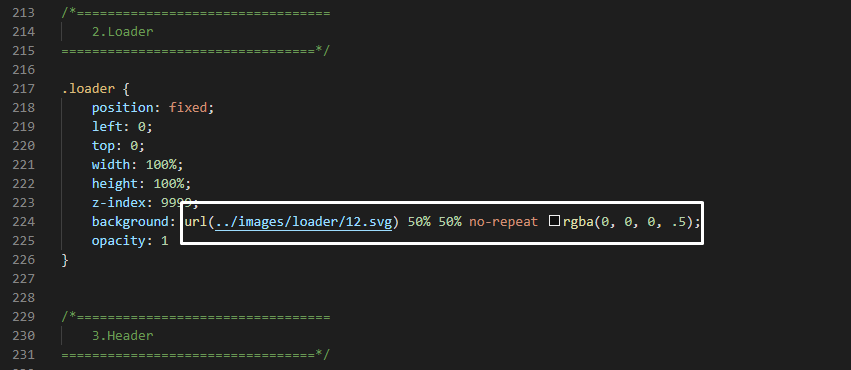 213 /*=================================
214     2.Loader
215 =================================*/
216
217 .loader {
218     position: fixed;
219     left: 0;
220     top: 0;
221     width: 100%;
222     height: 100%;
223     z-index: 9999;
224     background: url(../images/loader/12.svg) 50% 50% no-repeat rgba(0, 0, 0, .5);
225     opacity: 1
226 }
227
228
229 /*=================================
230     3.Header
231 =================================*/